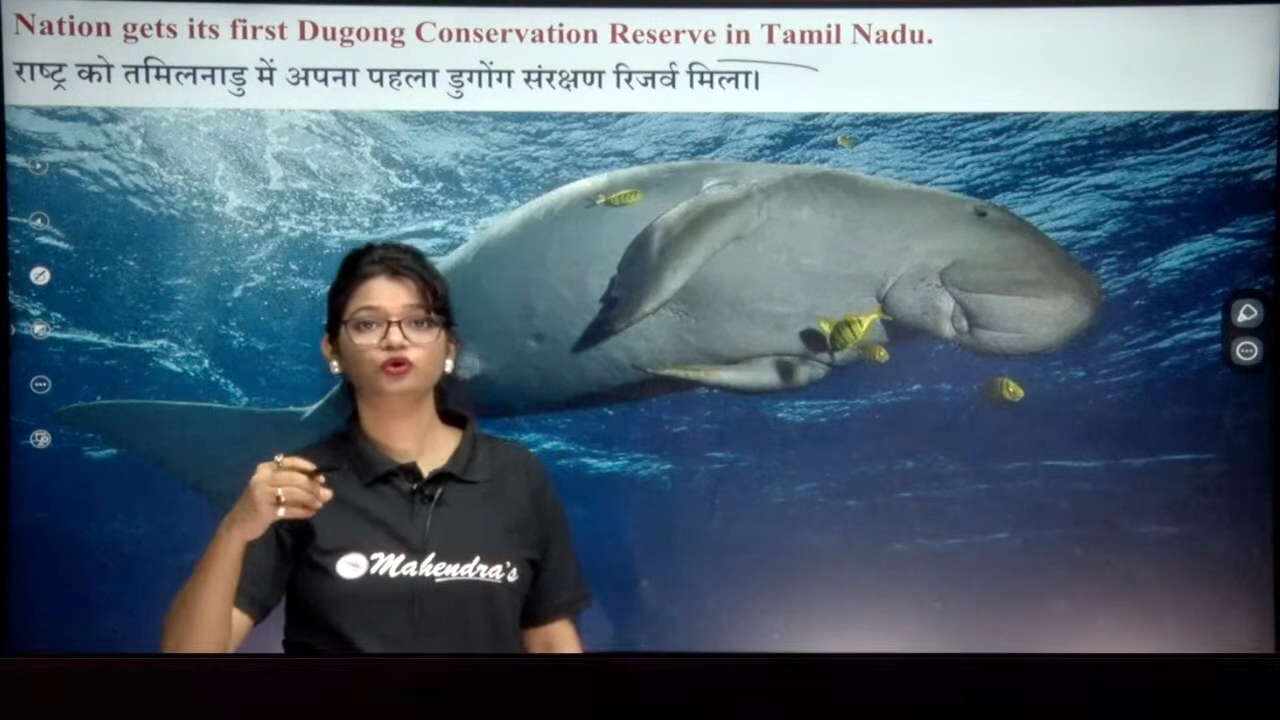 Nation gets its first Dugong Conservation Reserve in Tamil Nadu.
राष्ट्र को तमिलनाडु में अपना पहला डुगोंग संरक्षण रिजर्व मिला।
Mahendra's